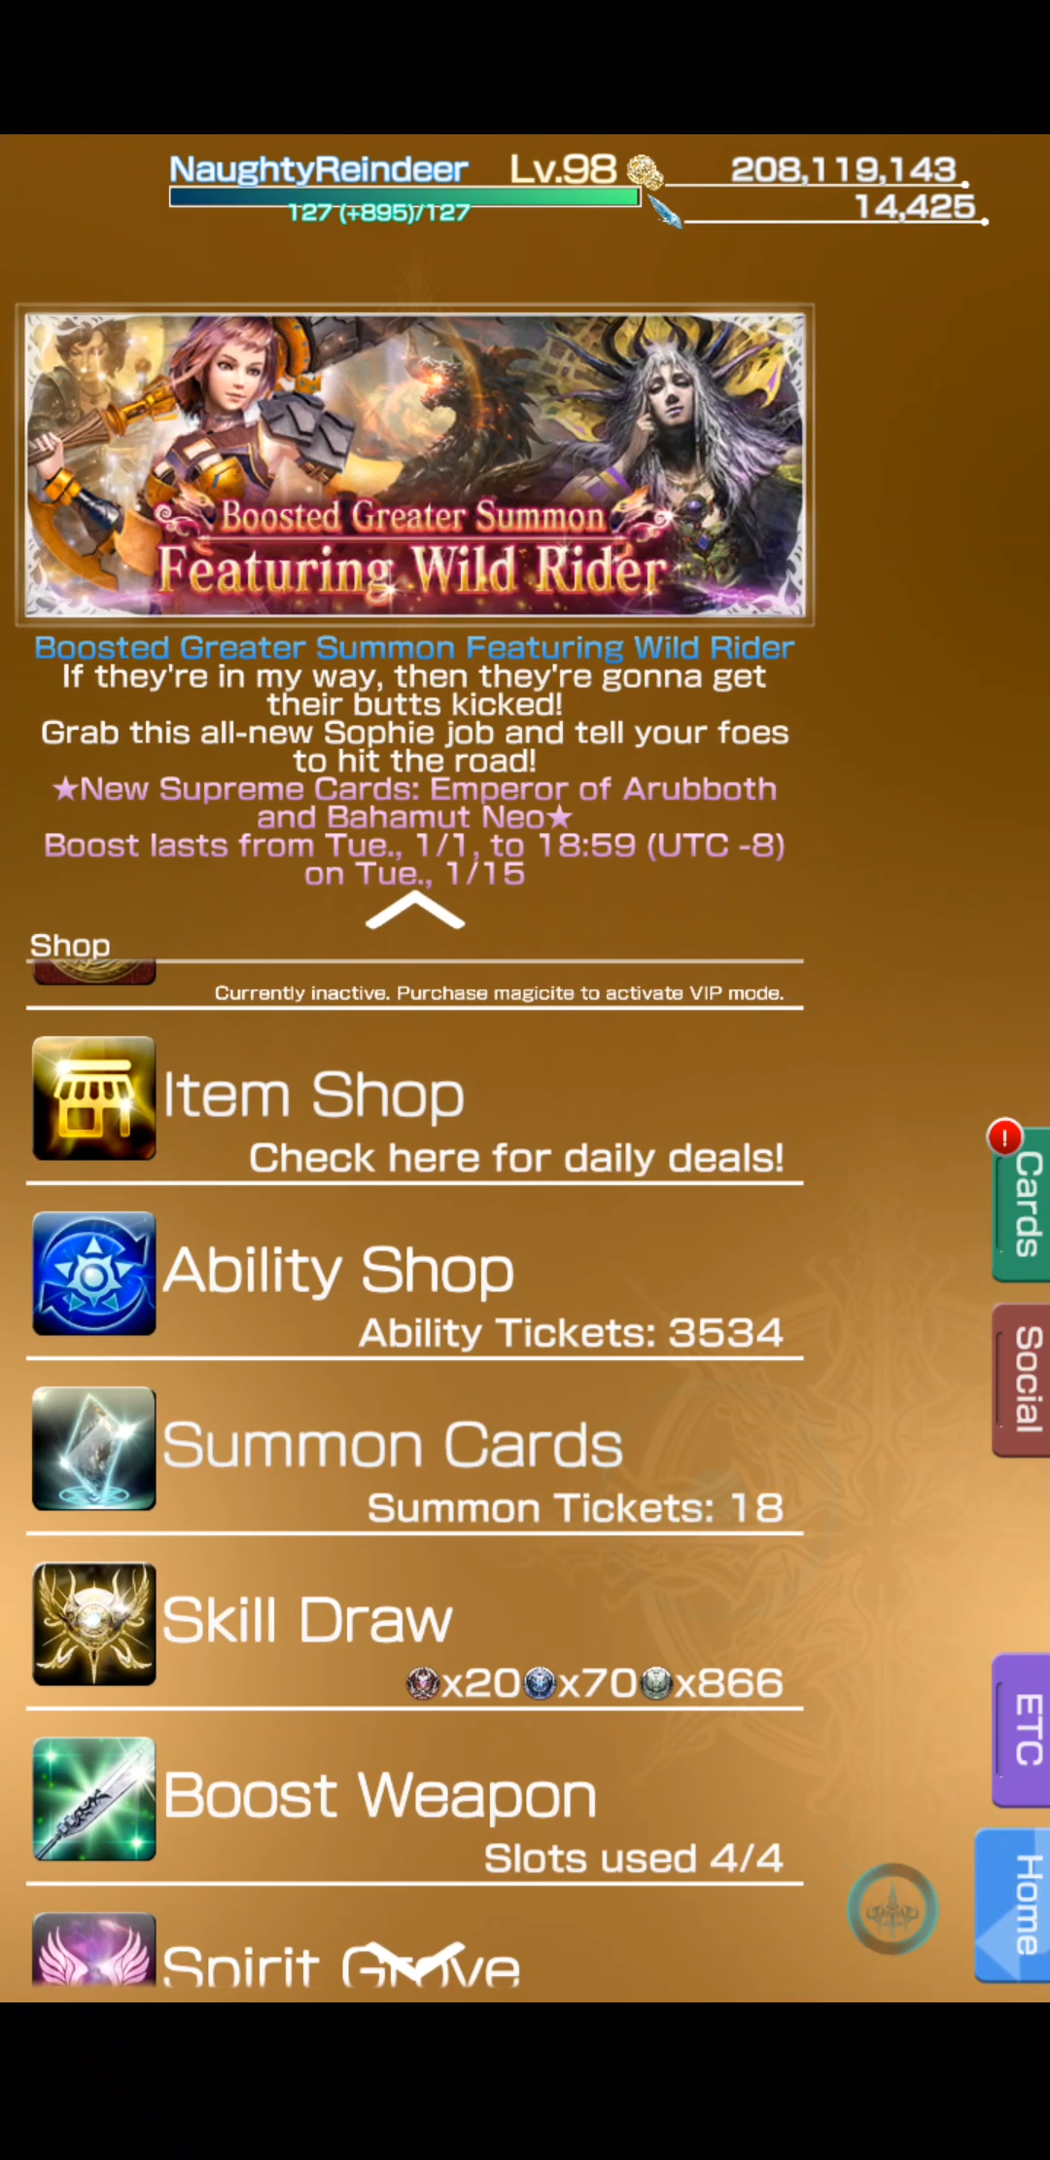 NaughtyReindeer Lv.98 208,119,143
127 (+895)/127 14,425
Boosted Greater Summon
Featuring Wild Rider
Boosted Greater Summon Featuring Wild Rider
If they're in my way, then they're gonna get
their butts kicked!
Grab this all-new Sophie job and tell your foes
to hit the road!
★New Supreme Cards: Emperor of Arubboth
and Bahamut Neo★
Boost lasts from Tue., 1/1, to 18:59 (UTC -8)
on Tue., 1/15
Shop
Currently inactive. Purchase magicite to activate VIP mode.
Item Shop
Check here for daily deals!
Ability Shop
Ability Tickets: 3534
Summon Cards
Summon Tickets: 18
Skill Draw
x20 x70 x866
Boost Weapon
Slots used 4/4
Spirit Grove
!
Cards
Social
ETC
Home